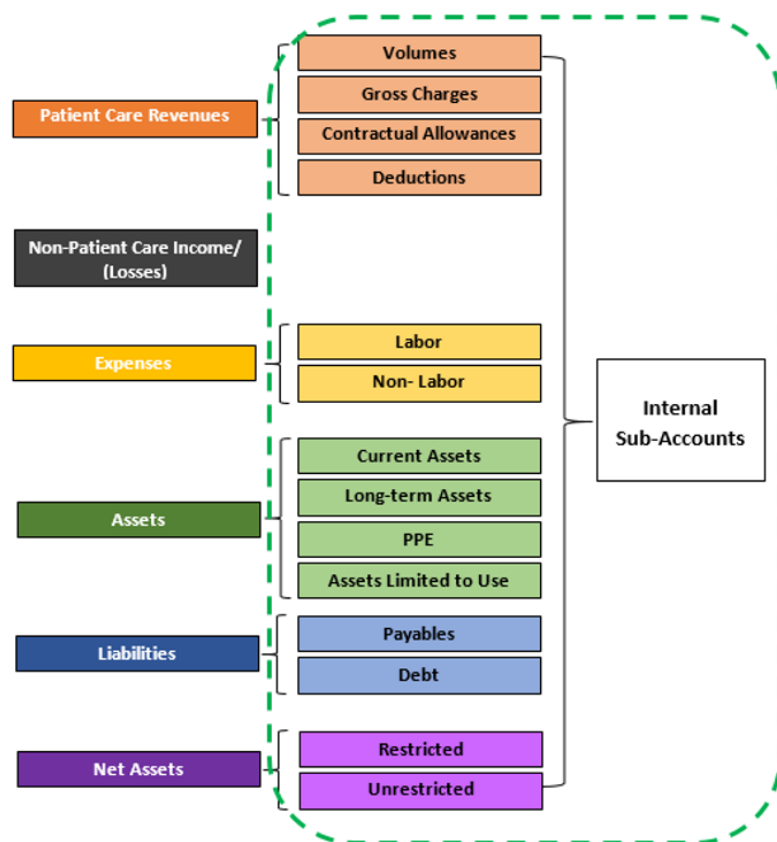 Patient Care Revenues
Volumes
Gross Charges
Contractual Allowances
Deductions
Non-Patient Care Income/
(Losses)
Expenses
Labor
Non- Labor
Assets
Current Assets
Long-term Assets
PPE
Assets Limited to Use
Liabilities
Payables
Debt
Net Assets
Restricted
Unrestricted
Internal
Sub-Accounts